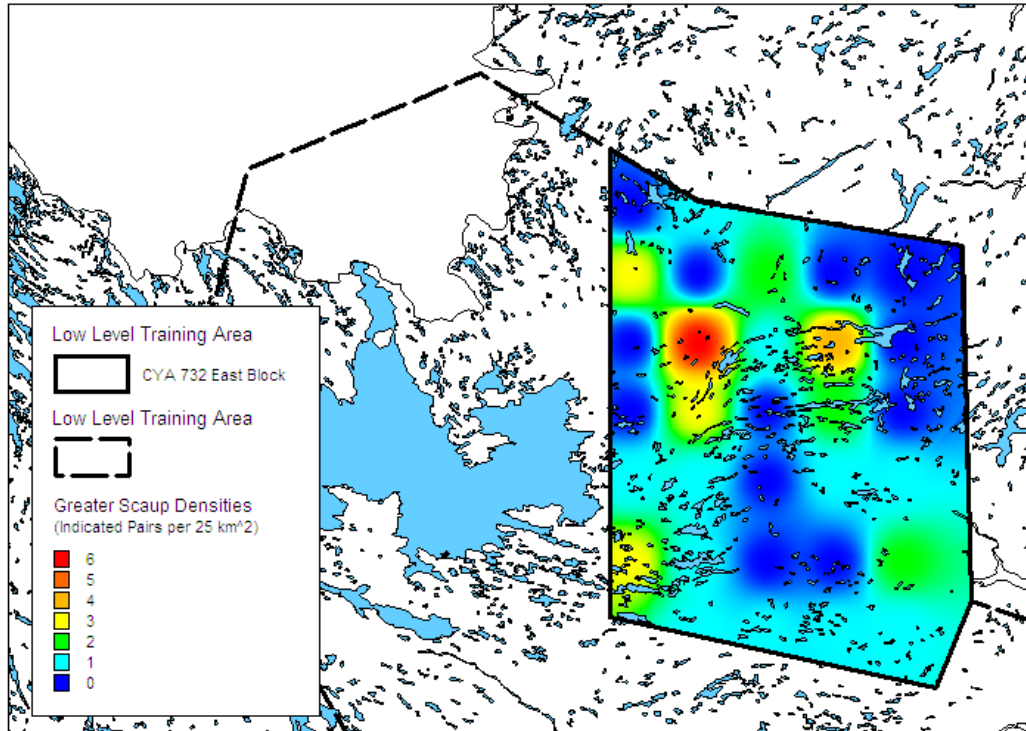 Low Level Training Area
CYA 732 East Block
Low Level Training Area
Greater Scaup Densities
(Indicated Pairs per 25 km^2)
6
5
4
3
2
1
0